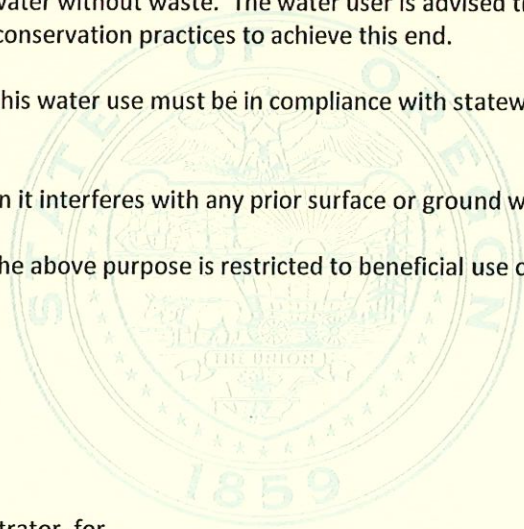 water without waste. The water user is advised
conservation practices to achieve this end.
his water use must be in compliance with
n it interferes with any prior surface or ground w
he above purpose is restricted to beneficial use
STATE OF OREGON
THE UNION
1859
trator, for